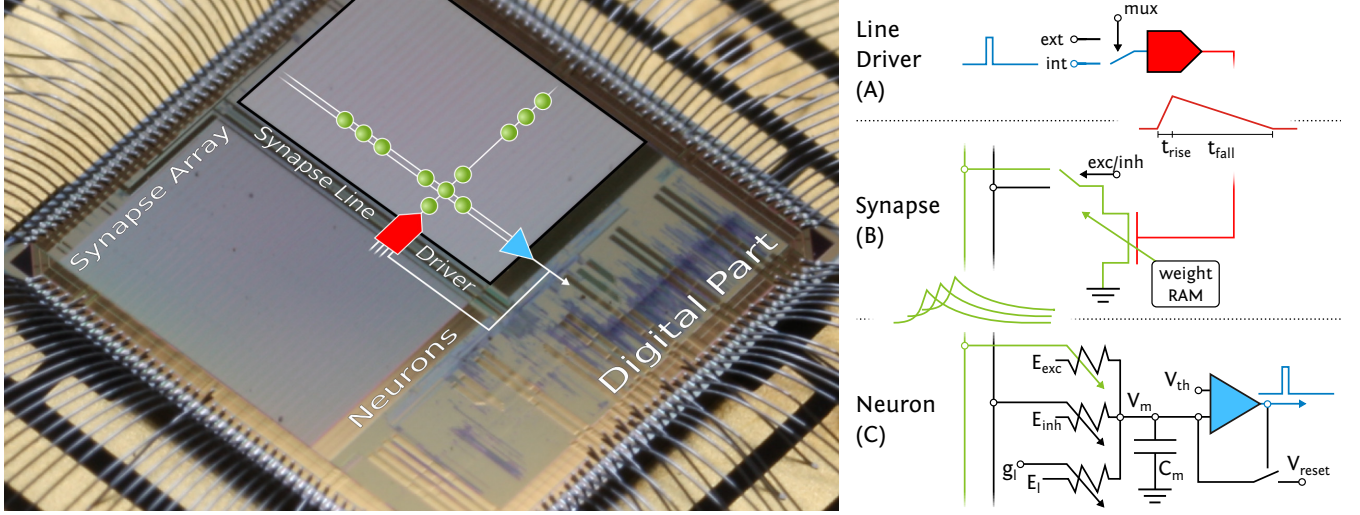 Synapse Array
Synapse Line
Driver
Neurons
Digital Part
Line
Driver
(A)
mux
ext
int
t_rise
t_fall
Synapse
(B)
exc/inh
weight
RAM
Neuron
(C)
E_exc
E_inh
g_l
E_l
V_m
C_m
V_th
V_reset